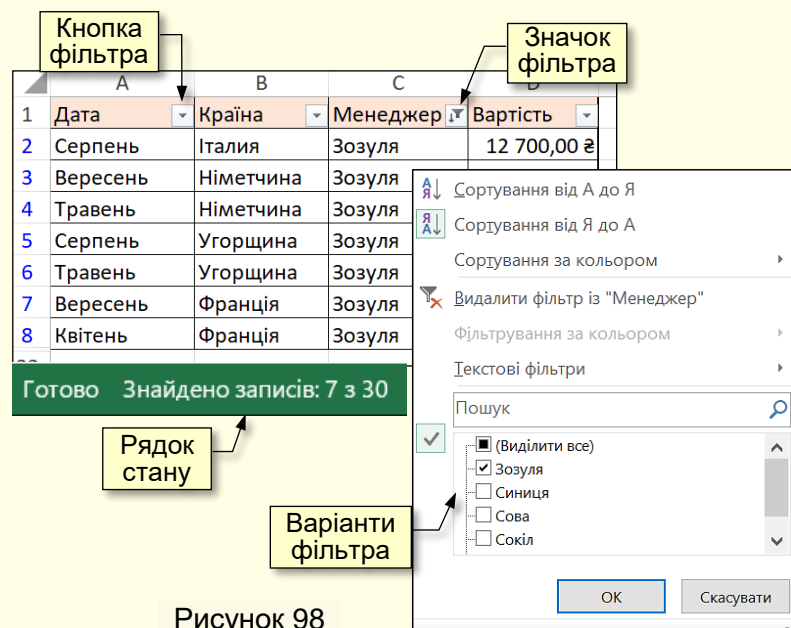 Кнопка
фільтра
Значок
фільтра
A B C D
1 Дата Країна Менеджер Вартість
2 Серпень Італия Зозуля 12 700,00 ₴
3 Вересень Німетчина Зозуля
4 Травень Німетчина Зозуля
5 Серпень Угорщина Зозуля
6 Травень Угорщина Зозуля
7 Вересень Франція Зозуля
8 Квітень Франція Зозуля
Готово Знайдено записів: 7 з 30
Рядок
стану
Сортування від А до Я
Сортування від Я до А
Сортування за кольором
Видалити фільтр із "Менеджер"
Фільтрування за кольором
Текстові фільтри
Пошук
(Виділити все)
Зозуля
Синиця
Сова
Сокіл
Варіанти
фільтра
ОК Скасувати
Рисунок 98